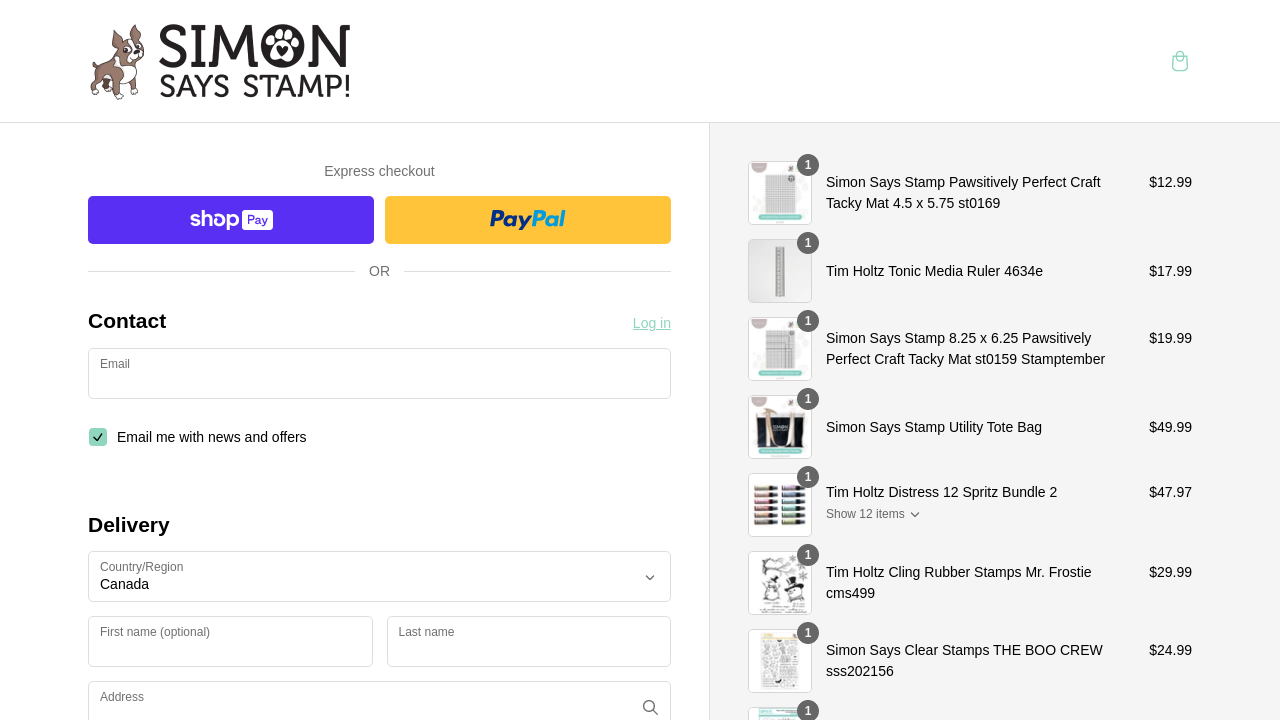 SIMON
SAYS STAMP!
Express checkout
shop Pay
PayPal
OR
Contact
Log in
Email
Email me with news and offers
Delivery
Country/Region
Canada
First name (optional)
Last name
Address
1
Simon Says Stamp Pawsitively Perfect Craft
Tacky Mat 4.5 x 5.75 st0169
$12.99
1
Tim Holtz Tonic Media Ruler 4634e
$17.99
1
Simon Says Stamp 8.25 x 6.25 Pawsitively
Perfect Craft Tacky Mat st0159 Stamptember
$19.99
1
Simon Says Stamp Utility Tote Bag
$49.99
1
Tim Holtz Distress 12 Spritz Bundle 2
Show 12 items
$47.97
1
Tim Holtz Cling Rubber Stamps Mr. Frostie
cms499
$29.99
1
Simon Says Clear Stamps THE BOO CREW
sss202356
$24.99
1